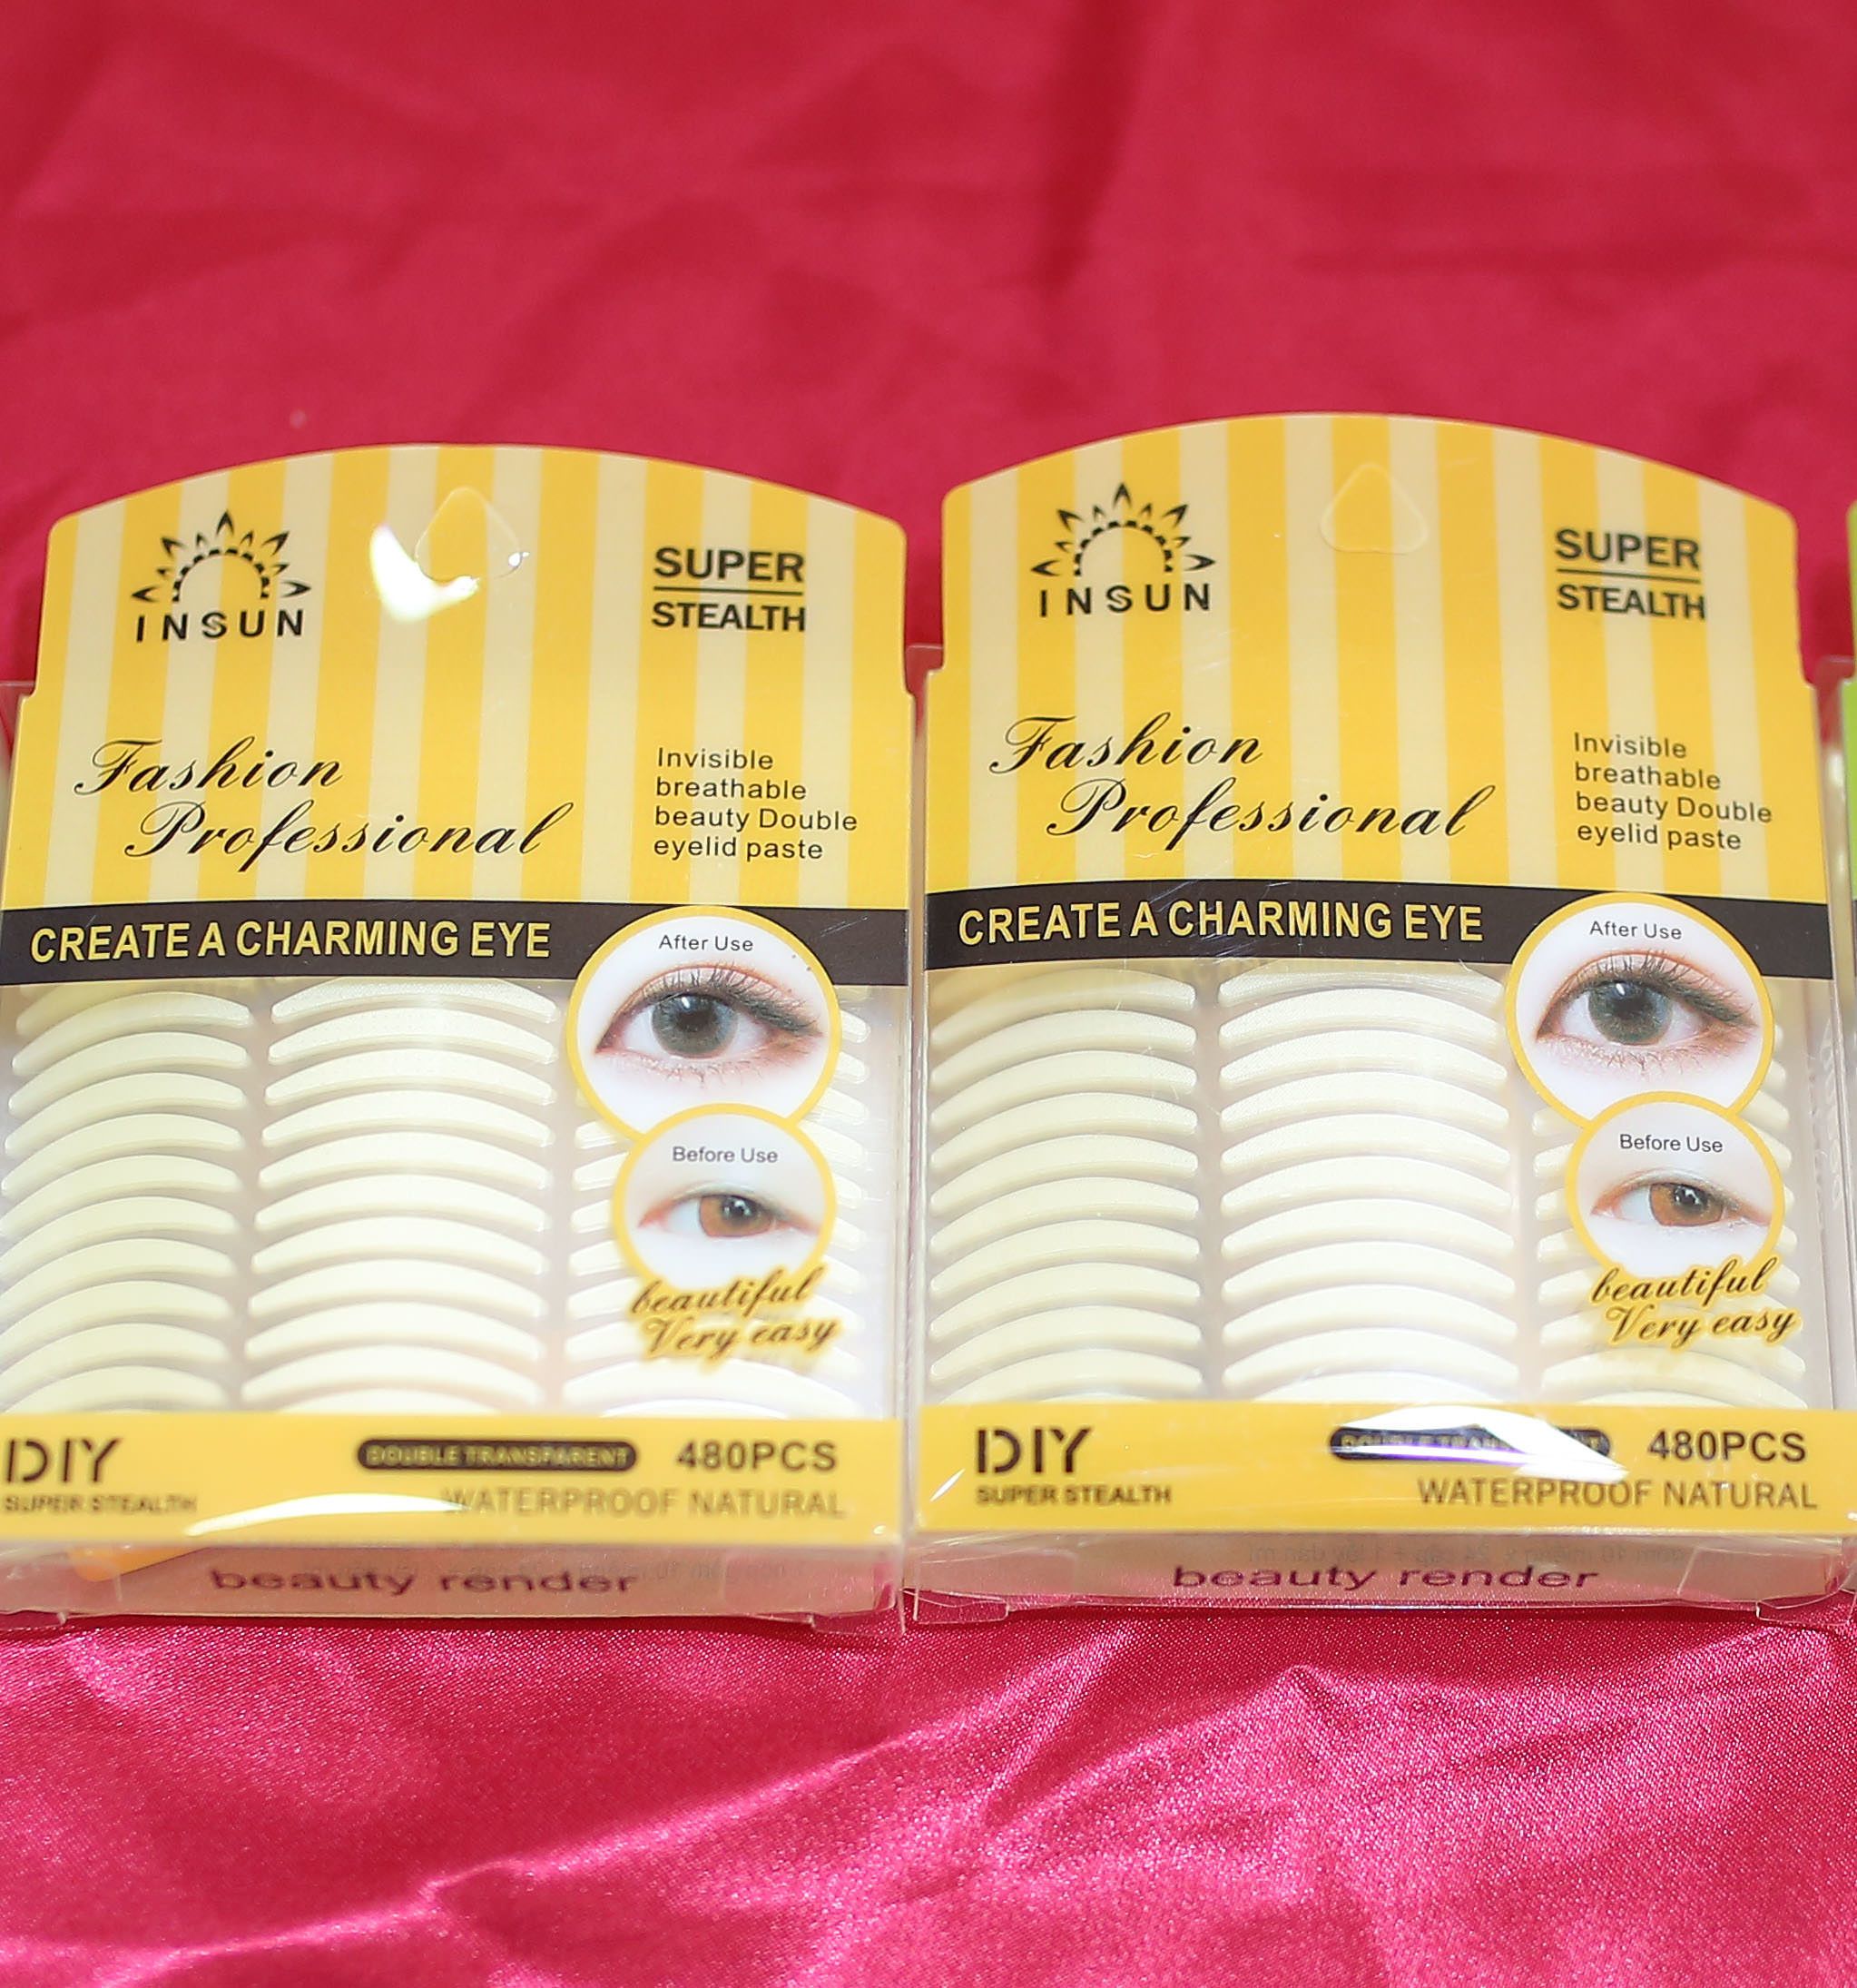 INSUN
SUPER
STEALTH
Fashion
Professional
Invisible
breathable
beauty Double
eyelid paste
CREATE A CHARMING EYE
After Use
Before Use
beautiful
Very easy
DIY
SUPER STEALTH
DOUBLE TRANSPARENT
480PCS
WATERPROOF NATURAL
beauty render
INSUN
SUPER
STEALTH
Fashion
Professional
Invisible
breathable
beauty Double
eyelid paste
CREATE A CHARMING EYE
After Use
Before Use
beautiful
Very easy
DIY
SUPER STEALTH
DOUBLE
480PCS
WATERPROOF NATURAL
beauty render